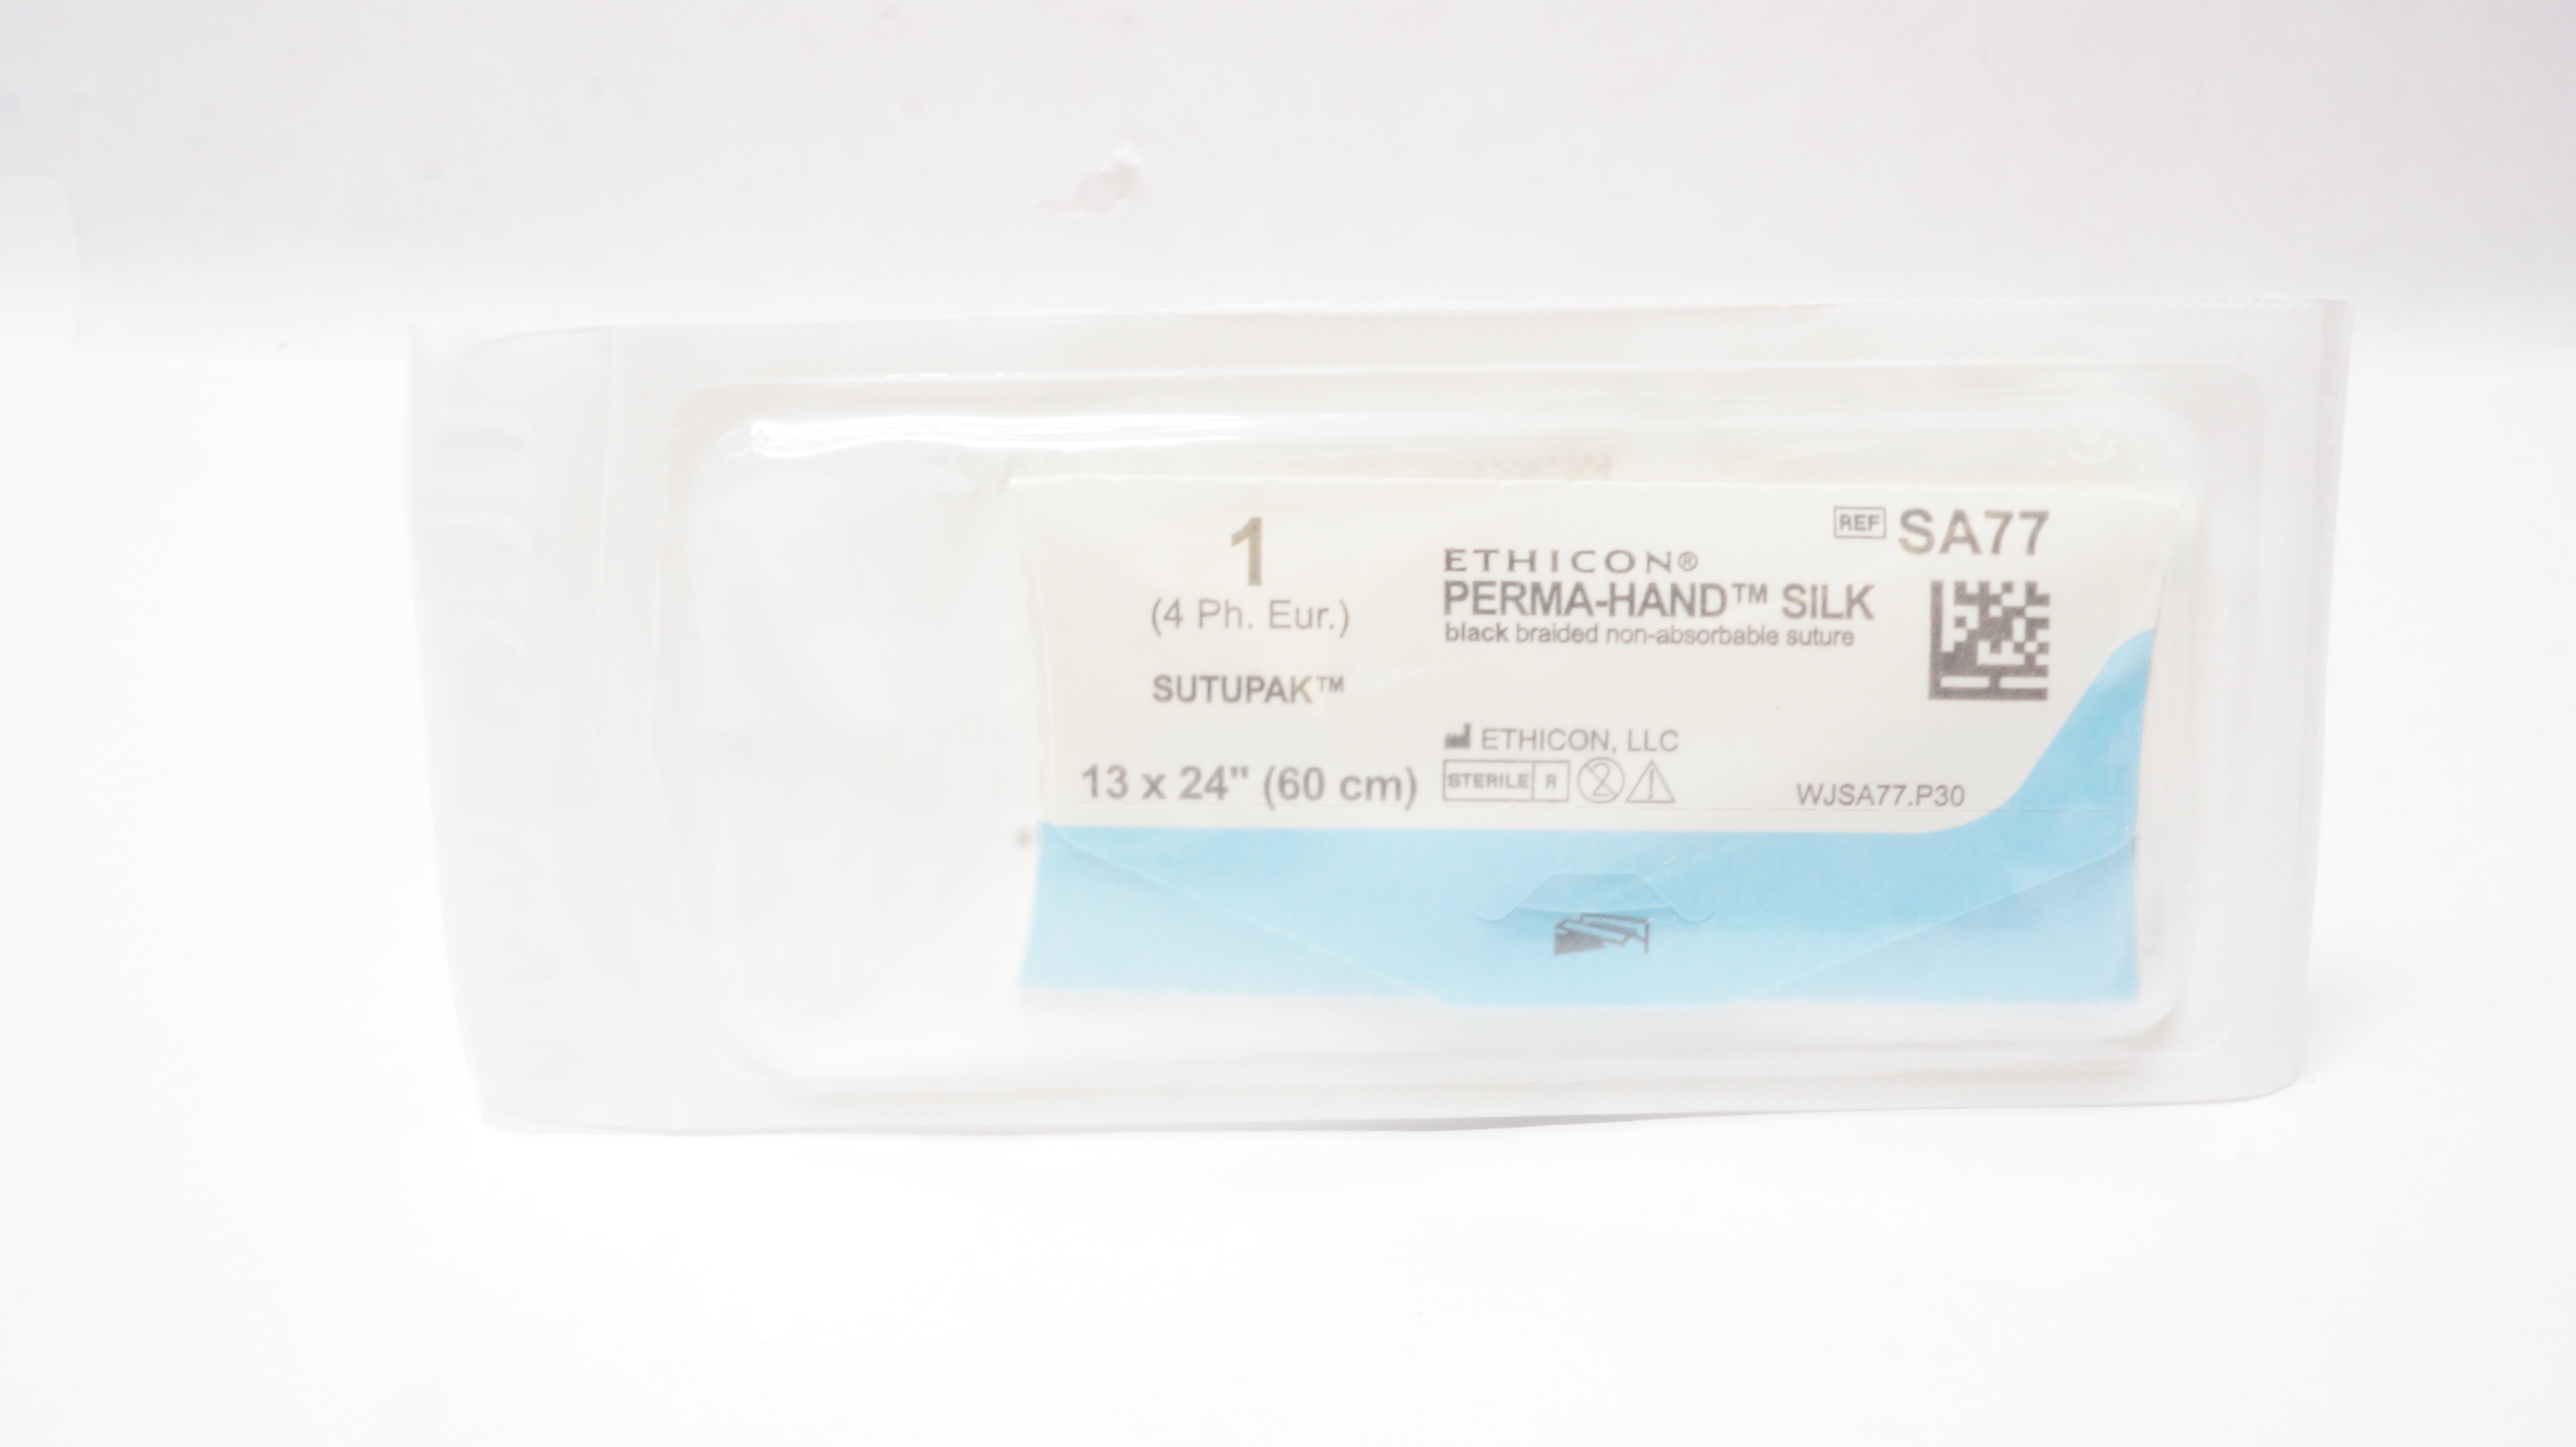 1
(4 Ph. Eur.)
SUTUPAK™
13 x 24" (60 cm)
REF SA77
ETHICON®
PERMA-HAND™ SILK
black braided non-absorbable suture
ETHICON, LLC
STERILE R
2
WJSA77.P30